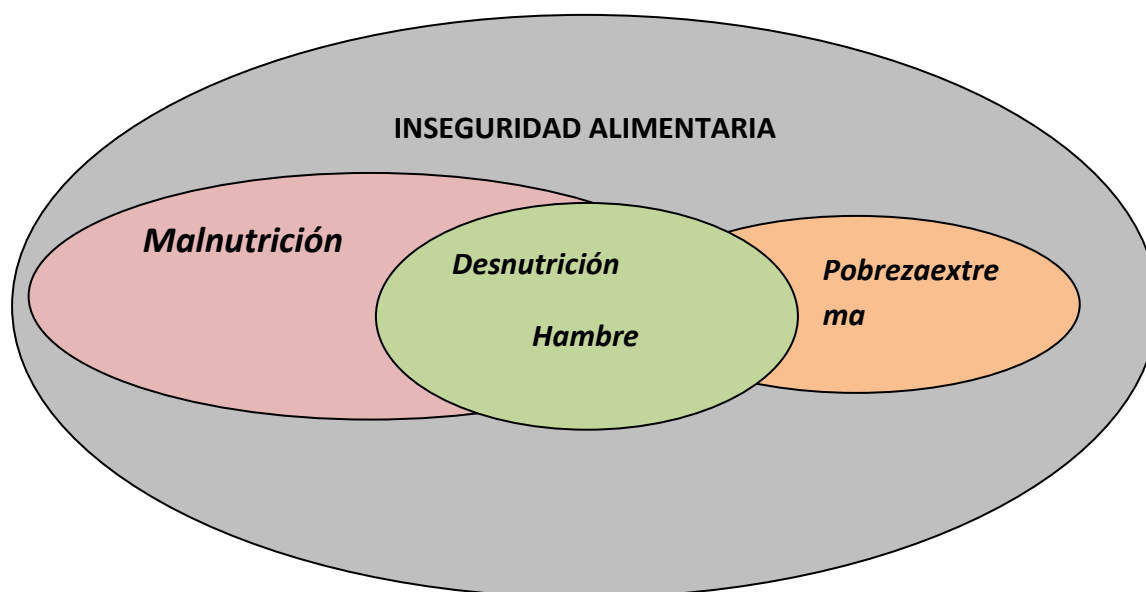 INSEGURIDAD ALIMENTARIA
Malnutrición
Desnutrición
Hambre
Pobrezaextre
ma